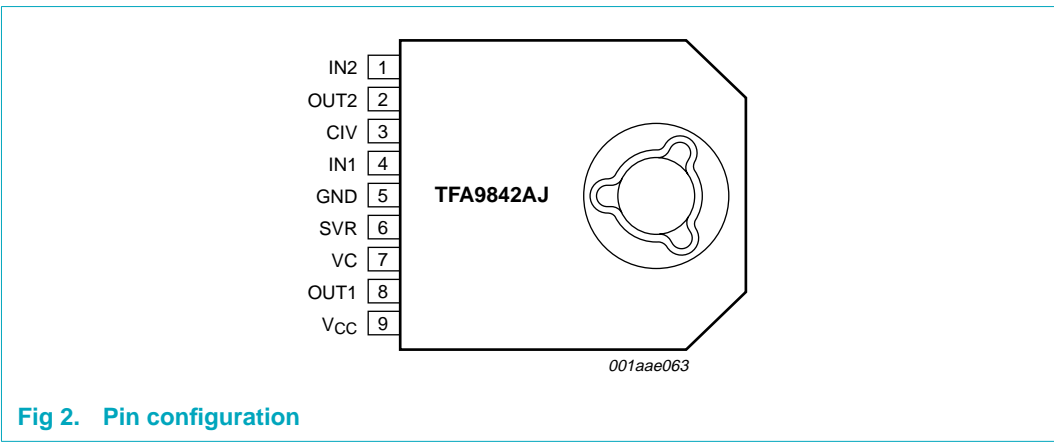 IN2 1
OUT2 2
CIV 3
IN1 4
GND 5 TFA9842AJ
SVR 6
VC 7
OUT1 8
VCC 9
001aae063
Fig 2. Pin configuration